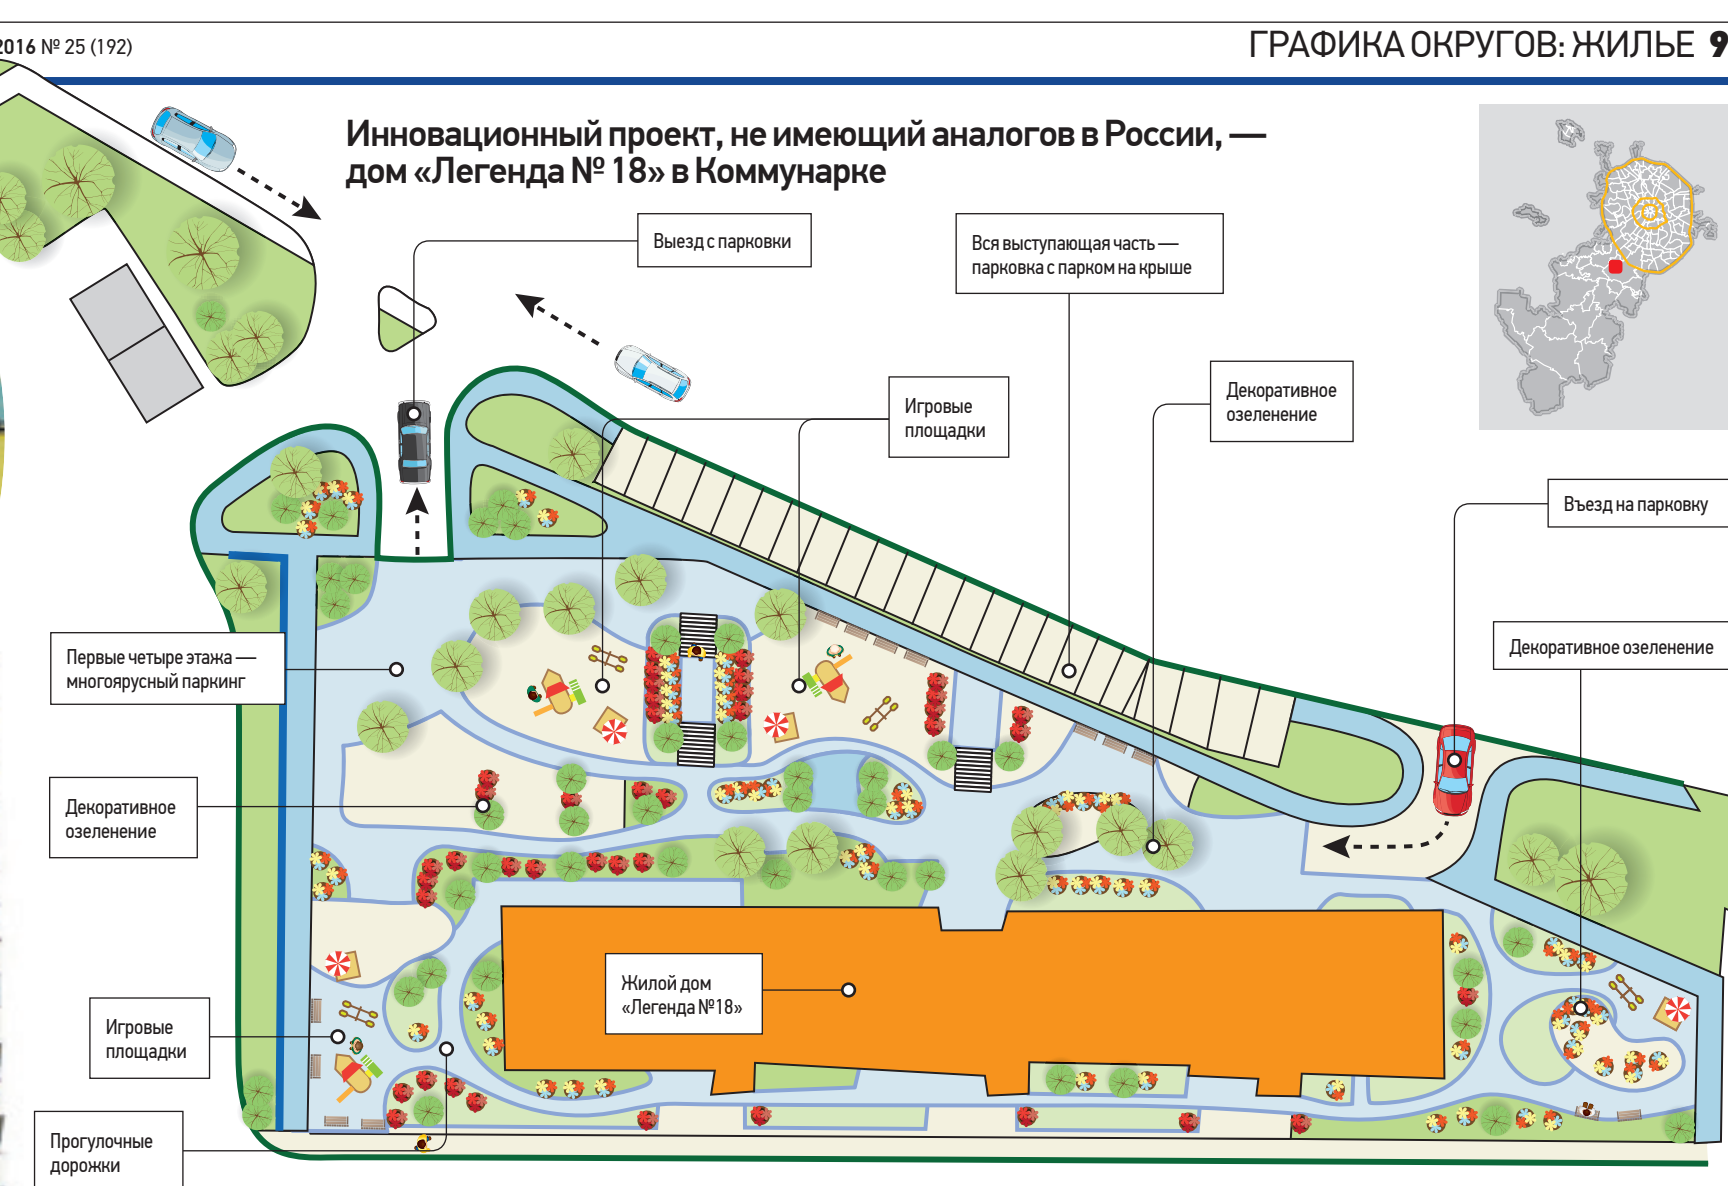 2016 № 25 (192)
ГРАФИКА ОКРУГОВ: ЖИЛЬЕ 9
Инновационный проект, не имеющий аналогов в России, —
дом «Легенда № 18» в Коммунарке
Выезд с парковки
Вся выступающая часть —
парковка с парком на крыше
Игровые
площадки
Декоративное
озеленение
Въезд на парковку
Декоративное озеленение
Первые четыре этажа —
многоярусный паркинг
Декоративное
озеленение
Жилой дом
«Легенда №18»
Игровые
площадки
Прогулочные
дорожки